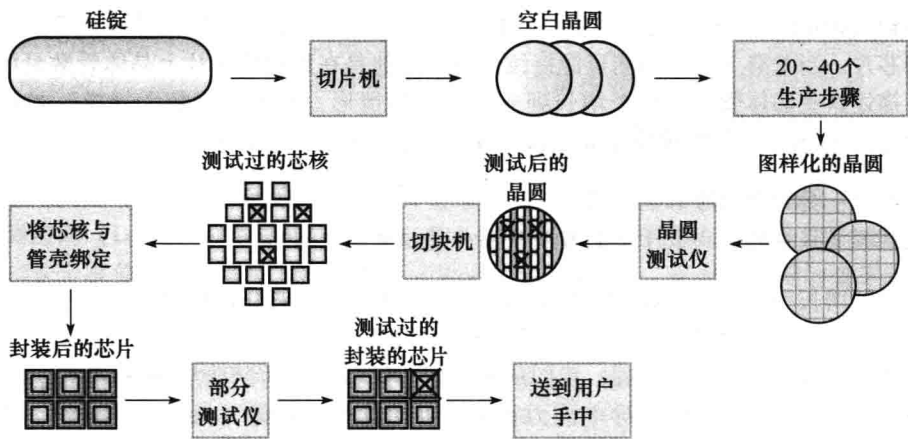 硅锭
切片机
空白晶圆
20~40个
生产步骤
图样化的晶圆
晶圆
测试仪
测试后的
晶圆
切块机
测试过的芯核
将芯核与
管壳绑定
封装后的芯片
部分
测试仪
测试过的
封装的芯片
送到用户
手中